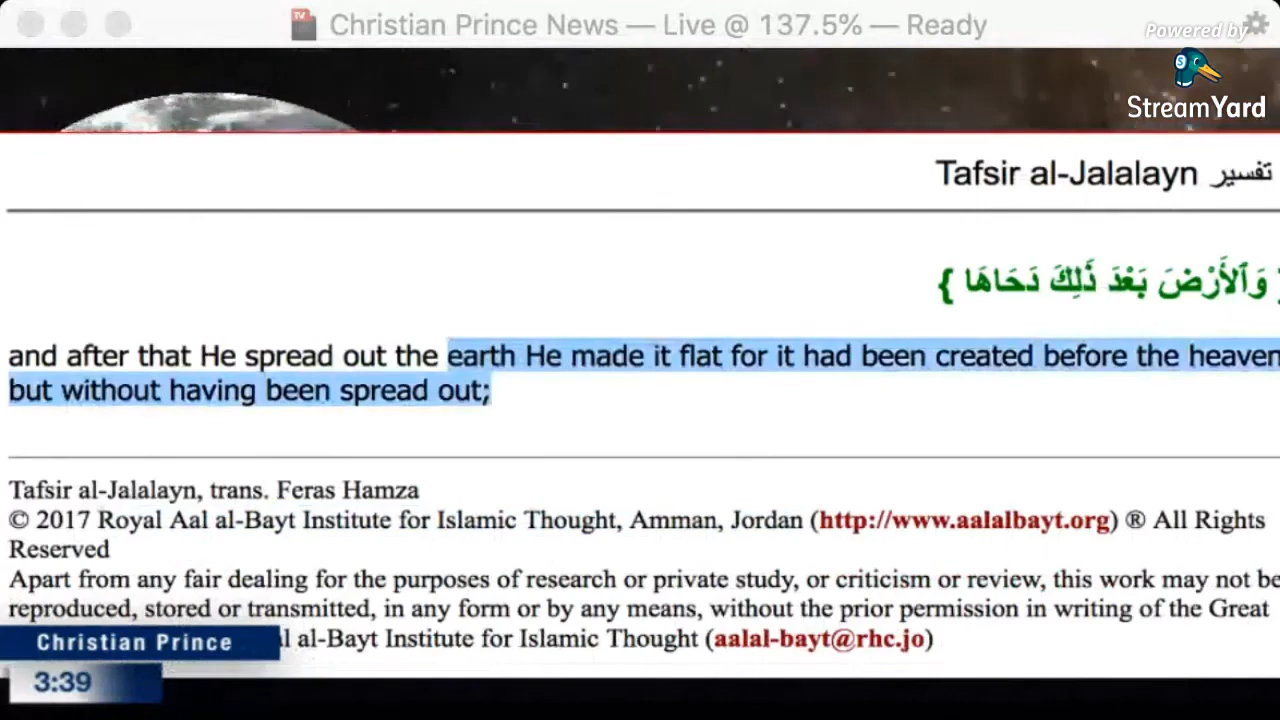 Christian Prince News — Live @ 137.5% — Ready
Powered by
StreamYard
Tafsir al-Jalalayn تفسير
وَٱلأَرْضَ بَعْدَ ذَلِكَ دَحَاهَا }
and after that He spread out the earth He made it flat for it had been created before the heaven
but without having been spread out;
Tafsir al-Jalalayn, trans. Feras Hamza
© 2017 Royal Aal al-Bayt Institute for Islamic Thought, Amman, Jordan (http://www.aalalbayt.org) ® All Rights
Reserved
Apart from any fair dealing for the purposes of research or private study, or criticism or review, this work may not be
reproduced, stored or transmitted, in any form or by any means, without the prior permission in writing of the Great
al-Bayt Institute for Islamic Thought (aalal-bayt@rhc.jo)
Christian Prince
3:39